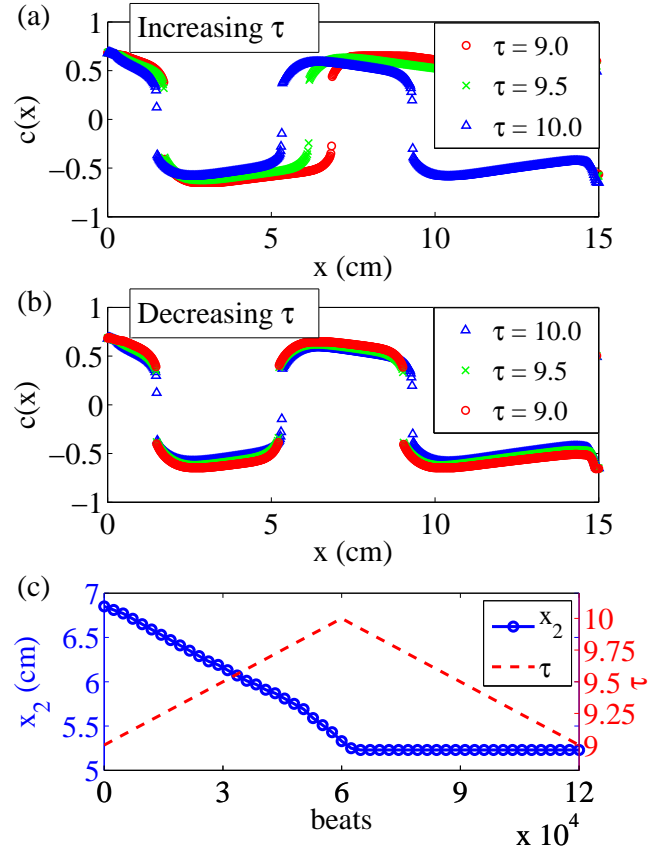 (a)
Increasing τ
1
0.5
0
−0.5
−1
c(x)
0 5 10 15
x (cm)
τ = 9.0
τ = 9.5
τ = 10.0
(b)
Decreasing τ
1
0.5
0
−0.5
−1
c(x)
0 5 10 15
x (cm)
τ = 10.0
τ = 9.5
τ = 9.0
(c)
7
6.5
6
5.5
5
x₂ (cm)
x₂
τ
10
9.75
9.5
9.25
9
τ
0 3 6 9 12
beats
x 10⁴